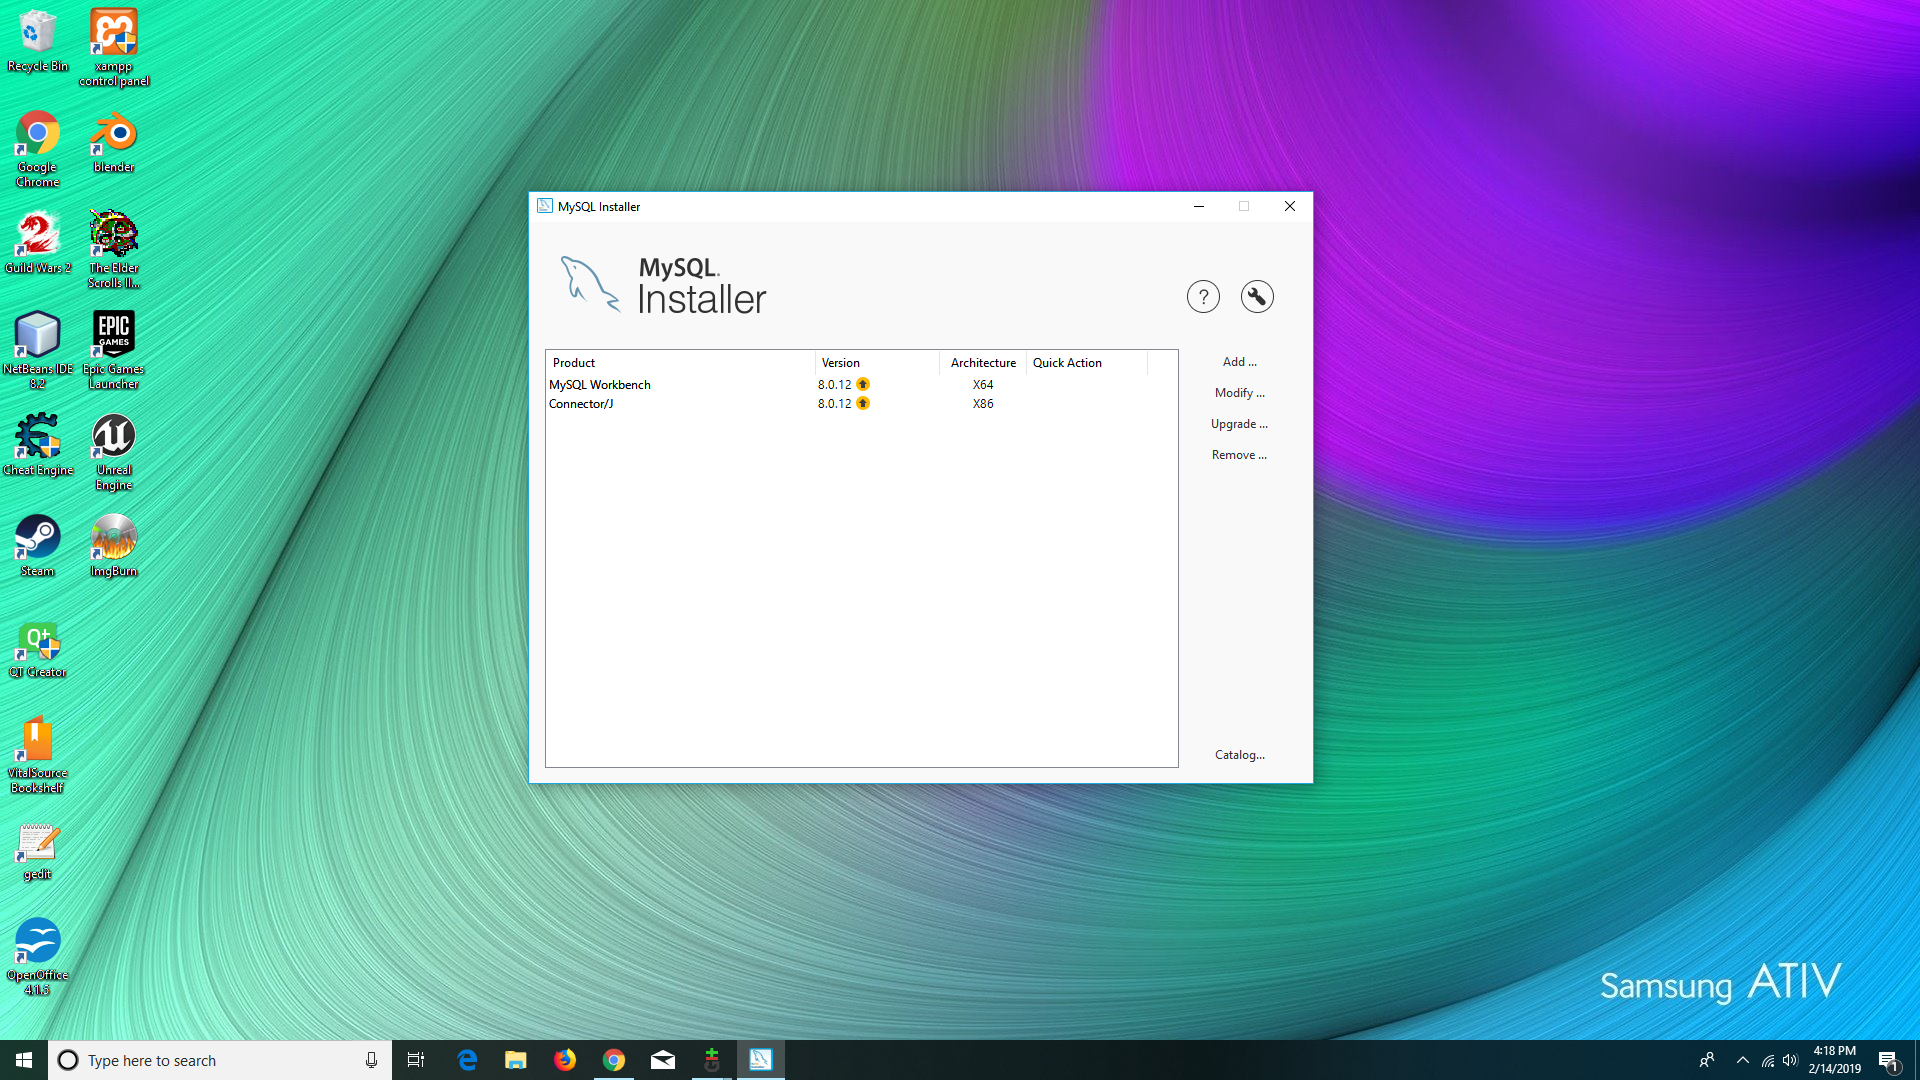 Recycle Bin
xampp
control panel
Google
Chrome
blender
Guild Wars 2
The Elder
Scrolls II...
NetBeans IDE
8.2
EPIC
GAMES
Epic Games
Launcher
Cheat Engine
Unreal
Engine
Steam
ImgBurn
Qt
QT Creator
VitalSource
Bookshelf
gedit
OpenOffice
4.1.5
MySQL Installer
MySQL.
Installer
?
Product Version Architecture Quick Action
MySQL Workbench 8.0.12 X64
Connector/J 8.0.12 X86
Add ...
Modify ...
Upgrade ...
Remove ...
Catalog...
Samsung ATIV
Type here to search
4:18 PM
2/14/2019
1